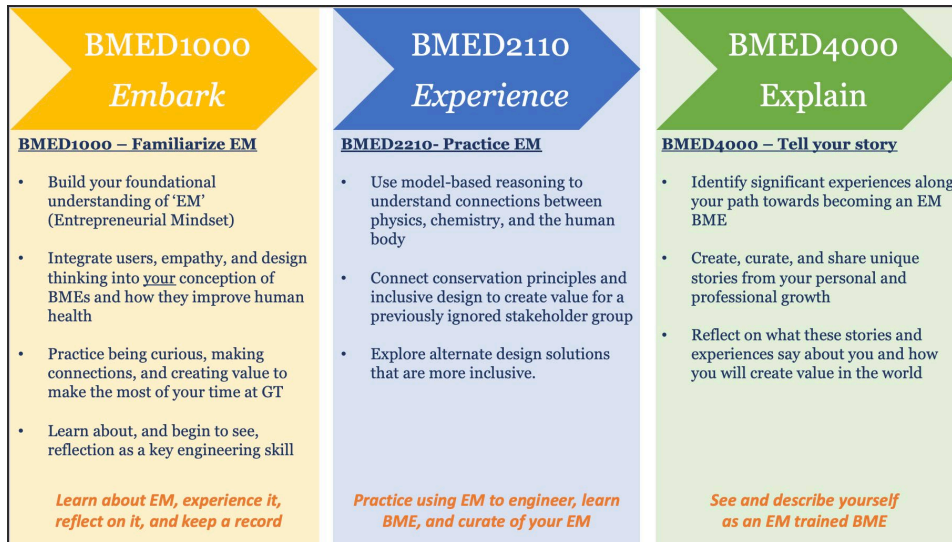 BMED1000
Embark
BMED1000 – Familiarize EM
• Build your foundational
understanding of 'EM'
(Entrepreneurial Mindset)
• Integrate users, empathy, and design
thinking into your conception of
BMEs and how they improve human
health
• Practice being curious, making
connections, and creating value to
make the most of your time at GT
• Learn about, and begin to see,
reflection as a key engineering skill
Learn about EM, experience it,
reflect on it, and keep a record
BMED2110
Experience
BMED2210- Practice EM
• Use model-based reasoning to
understand connections between
physics, chemistry, and the human
body
• Connect conservation principles and
inclusive design to create value for a
previously ignored stakeholder group
• Explore alternate design solutions
that are more inclusive.
Practice using EM to engineer, learn
BME, and curate of your EM
BMED4000
Explain
BMED4000 – Tell your story
• Identify significant experiences along
your path towards becoming an EM
BME
• Create, curate, and share unique
stories from your personal and
professional growth
• Reflect on what these stories and
experiences say about you and how
you will create value in the world
See and describe yourself
as an EM trained BME